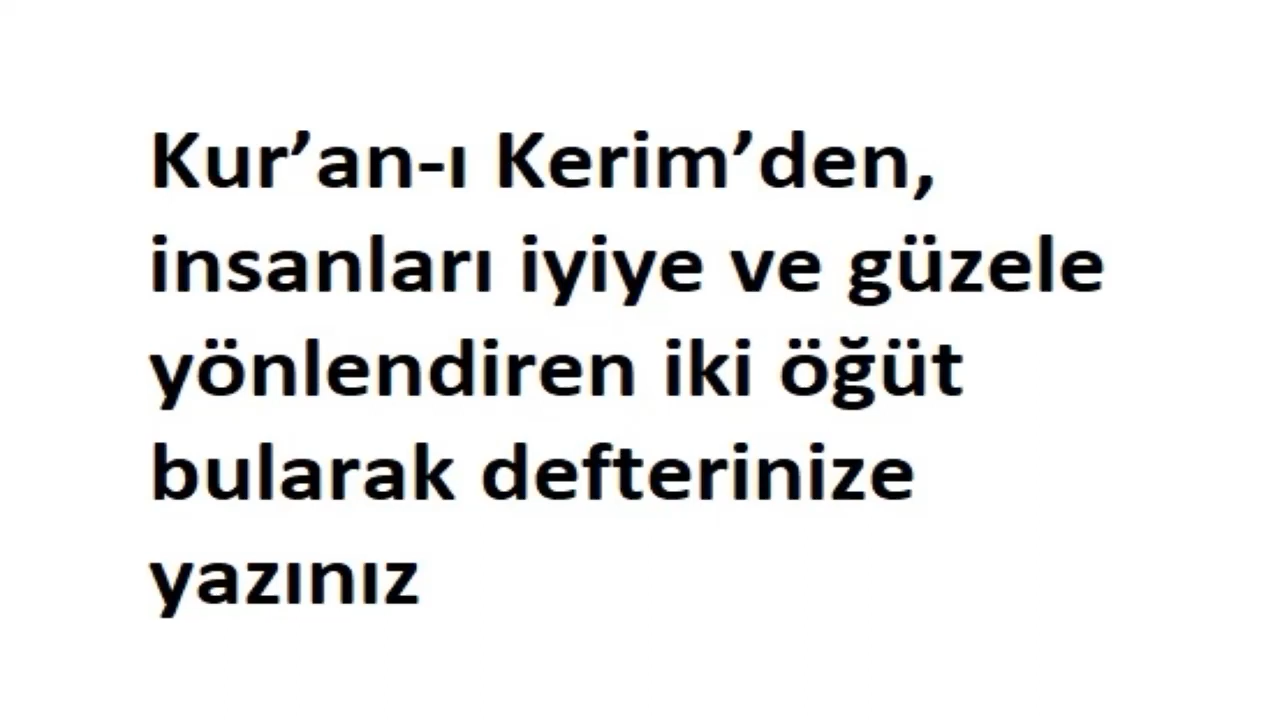 Kur’an-ı Kerim’den,
insanları iyiye ve güzele
yönlendiren iki öğüt
bularak defterinize
yazınız